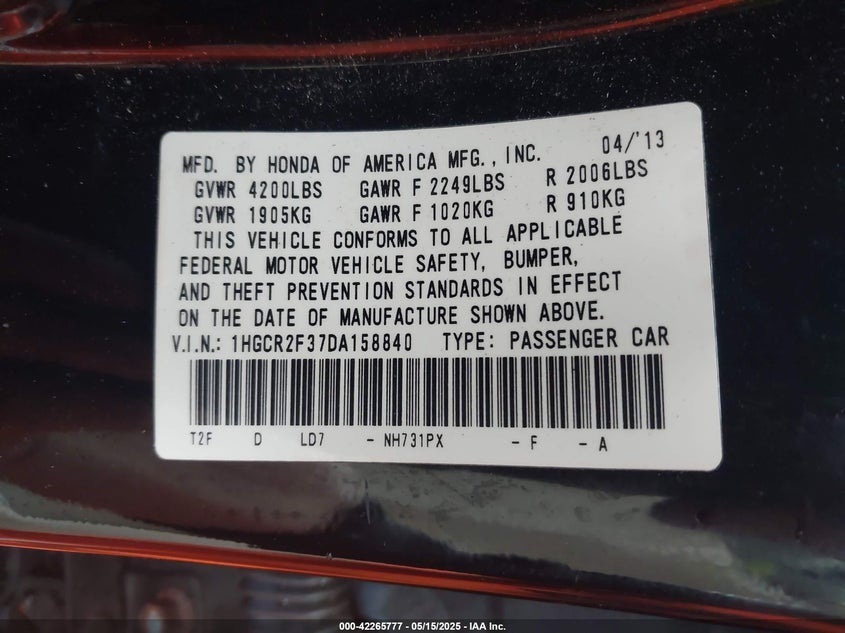 MFD. BY HONDA OF AMERICA MFG., INC. 04/'13
GVWR 4200LBS GAWR F 2249LBS R 2006LBS
GVWR 1905KG GAWR F 1020KG R 910KG
THIS VEHICLE CONFORMS TO ALL APPLICABLE
FEDERAL MOTOR VEHICLE SAFETY, BUMPER,
AND THEFT PREVENTION STANDARDS IN EFFECT
ON THE DATE OF MANUFACTURE SHOWN ABOVE.
V.I.N.: 1HGCR2F37DA158840 TYPE: PASSENGER CAR
T2F D LD7 - NH731PX - F - A
000-42265777 - 05/15/2025 - IAA Inc.